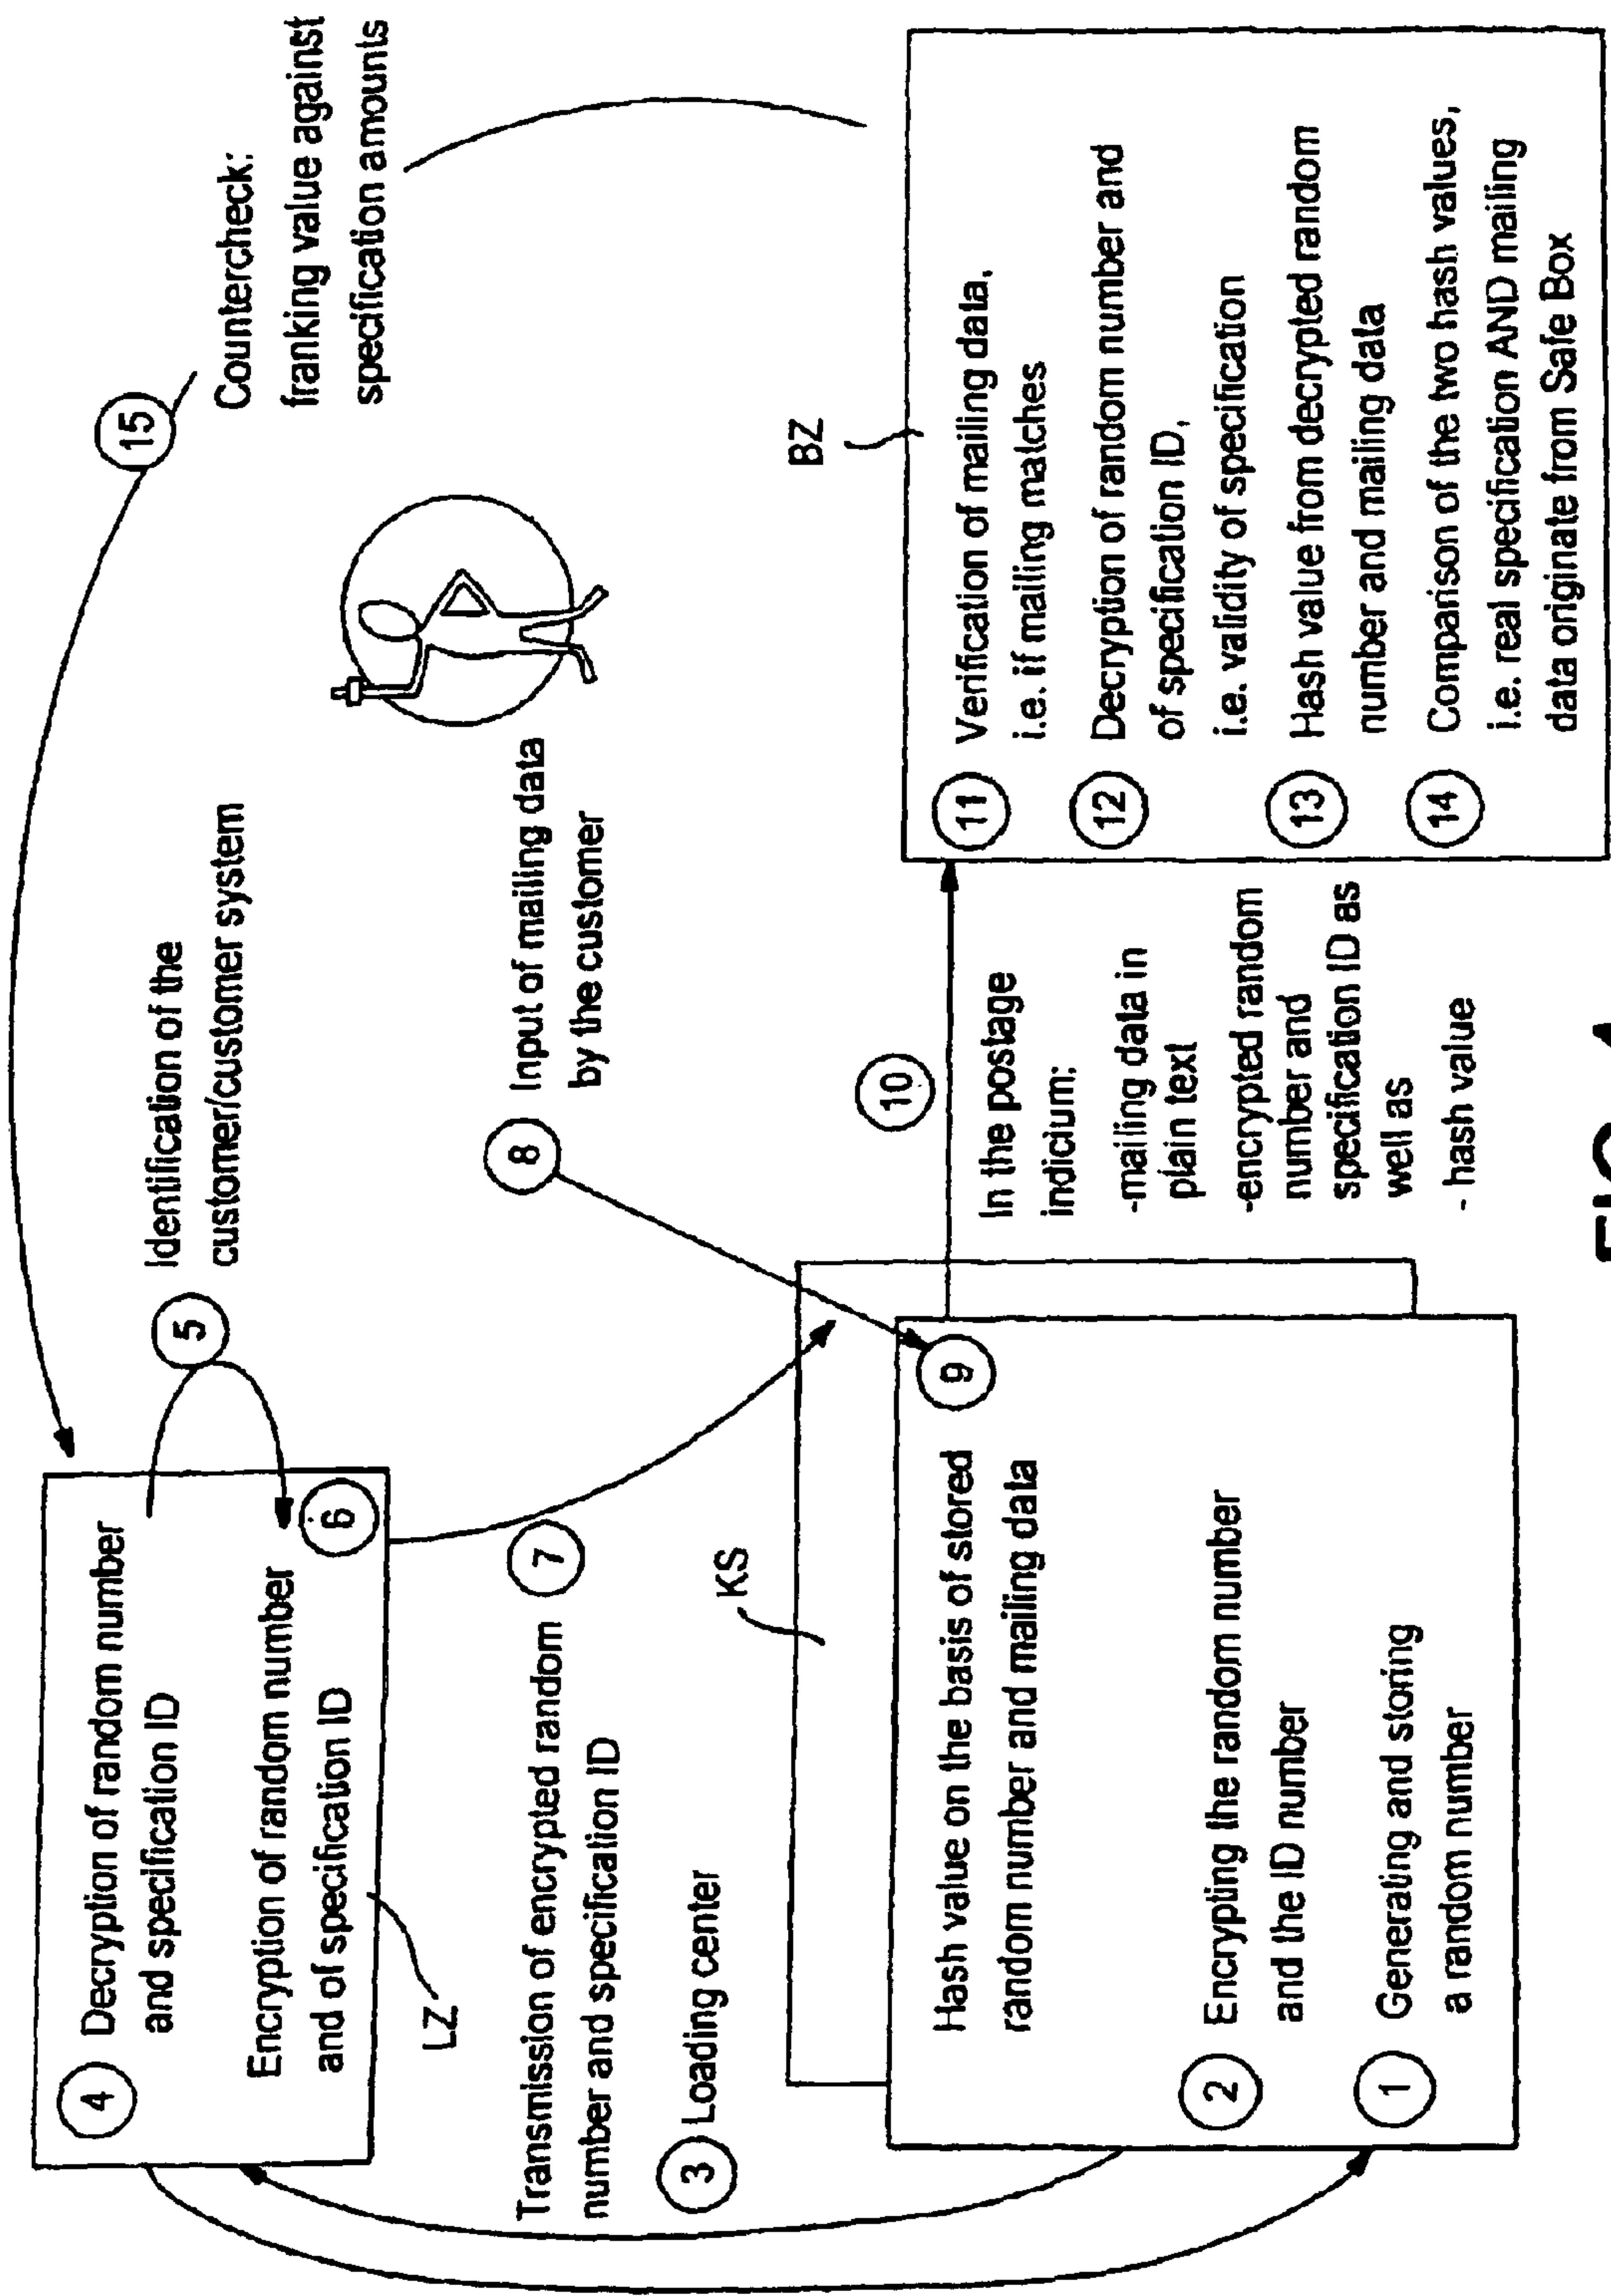 15
Countercheck:
franking value against
specification amounts
4
Decryption of random number
and specification ID
Encryption of random number
and of specification ID
6
5
Identification of the
customer/customer system
LZ
Transmission of encrypted random
number and specification ID
7
3
Loading center
8
Input of mailing data
by the customer
KS
Hash value on the basis of stored
random number and mailing data
9
2
Encrypting the random number
and the ID number
1
Generating and storing
a random number
10
In the postage
indicium:
-mailing data in
plain text
-encrypted random
number and
specification ID as
well as
- hash value
BZ
11
Verification of mailing data,
i.e. if mailing matches
12
Decryption of random number and
of specification ID,
i.e. validity of specification
13
Hash value from decrypted random
number and mailing data
14
Comparison of the two hash values,
i.e. real specification AND mailing
data originate from Safe Box